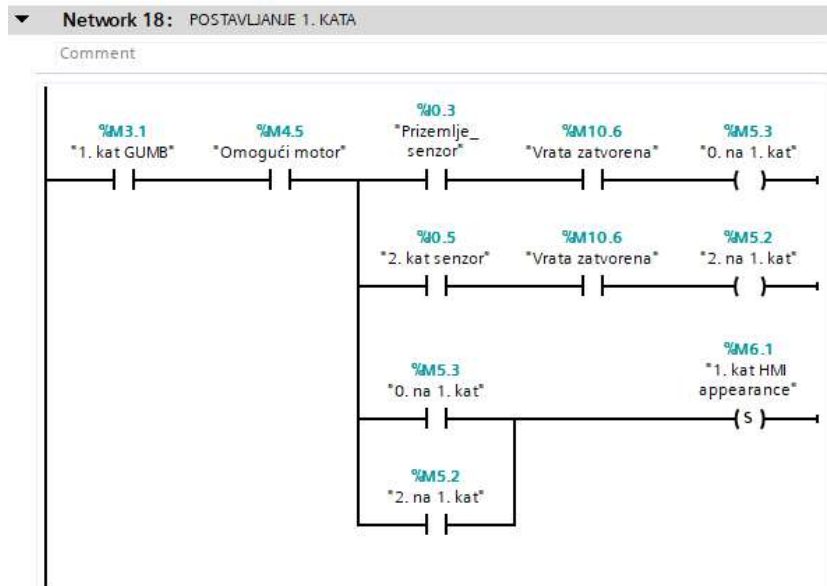 Network 18: POSTAVLJANJE 1. KATA
Comment
%M3.1
"1. kat GUMB"
%M4.5
"Omogući motor"
%I0.3
"Prizemlje_
senzor"
%M10.6
"Vrata zatvorena"
%M5.3
"0. na 1. kat"
%I0.5
"2. kat senzor"
%M10.6
"Vrata zatvorena"
%M5.2
"2. na 1. kat"
%M5.3
"0. na 1. kat"
%M6.1
"1. kat HMI
appearance"
S
%M5.2
"2. na 1. kat"